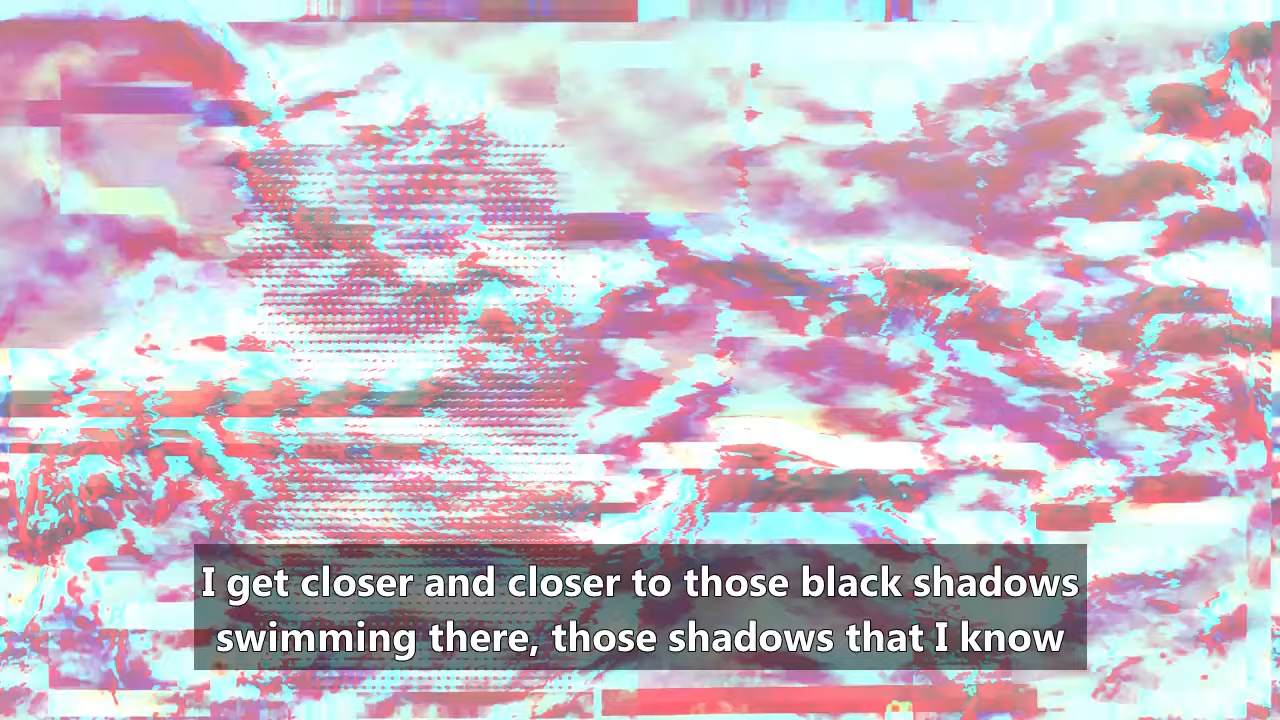 I get closer and closer to those black shadows
swimming there, those shadows that I know